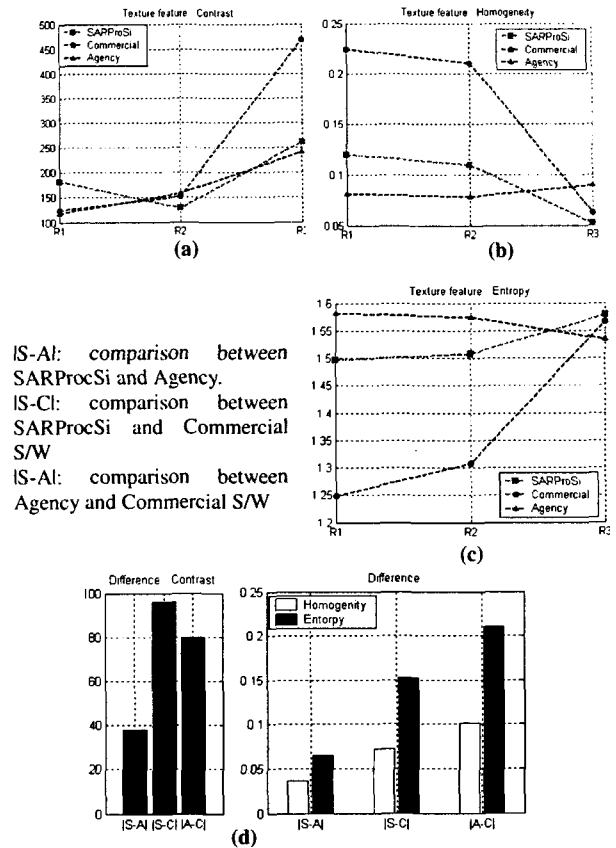 Texture feature Contrast
500
450
400
350
300
250
200
150
100
SARProSi
Commercial
Agency
R1
R2
R3
(a)
Texture feature Homogeneity
0.25
0.2
0.15
0.1
0.05
SARProSi
Commercial
Agency
R1
R2
R3
(b)
|S-A|: comparison between
SARProcSi and Agency.
|S-C|: comparison between
SARProcSi and Commercial
S/W
|S-A|: comparison between
Agency and Commercial S/W
Texture feature Entropy
1.6
1.55
1.5
1.45
1.4
1.35
1.3
1.25
1.2
SARProSi
Commercial
Agency
R1
R2
R3
(c)
Difference Contrast
100
80
60
40
20
0
|S-A| |S-C| |A-C|
Difference
0.25
0.2
0.15
0.1
0.05
0
Homogenity
Entorpy
|S-A|
|S-C|
|A-C|
(d)